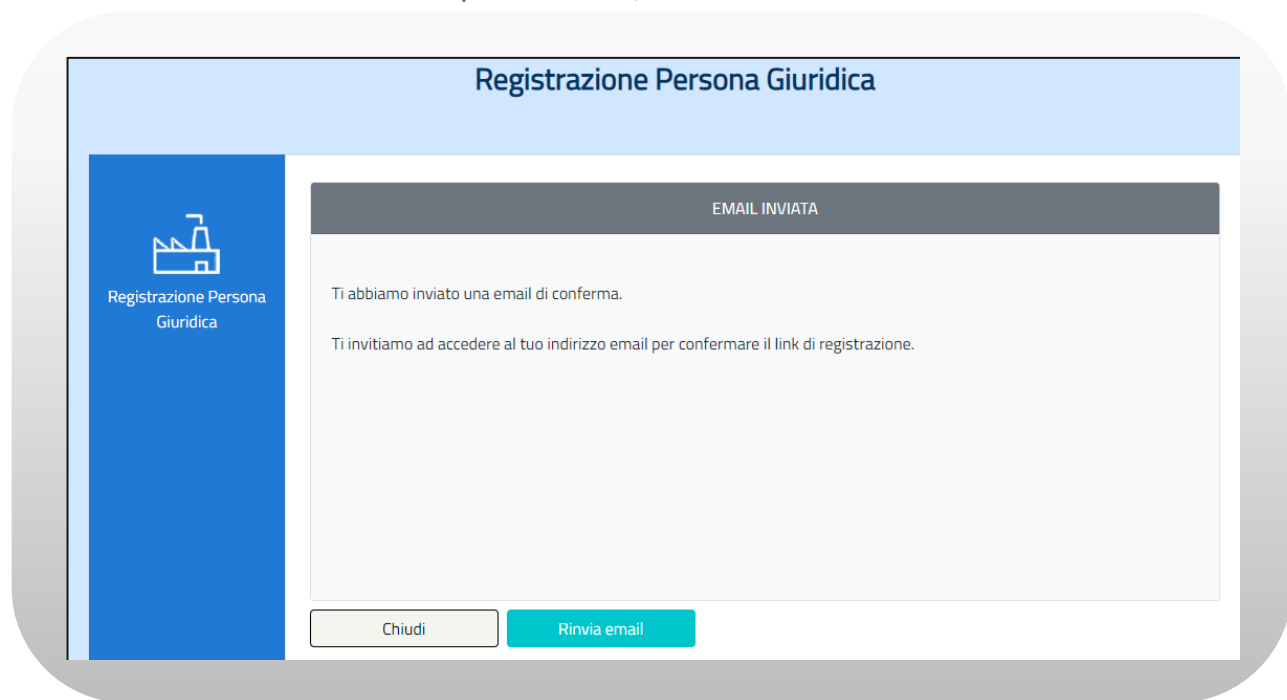 Registrazione Persona Giuridica
Registrazione Persona
Giuridica
EMAIL INVIATA
Ti abbiamo inviato una email di conferma.
Ti invitiamo ad accedere al tuo indirizzo email per confermare il link di registrazione.
Chiudi
Rinvia email